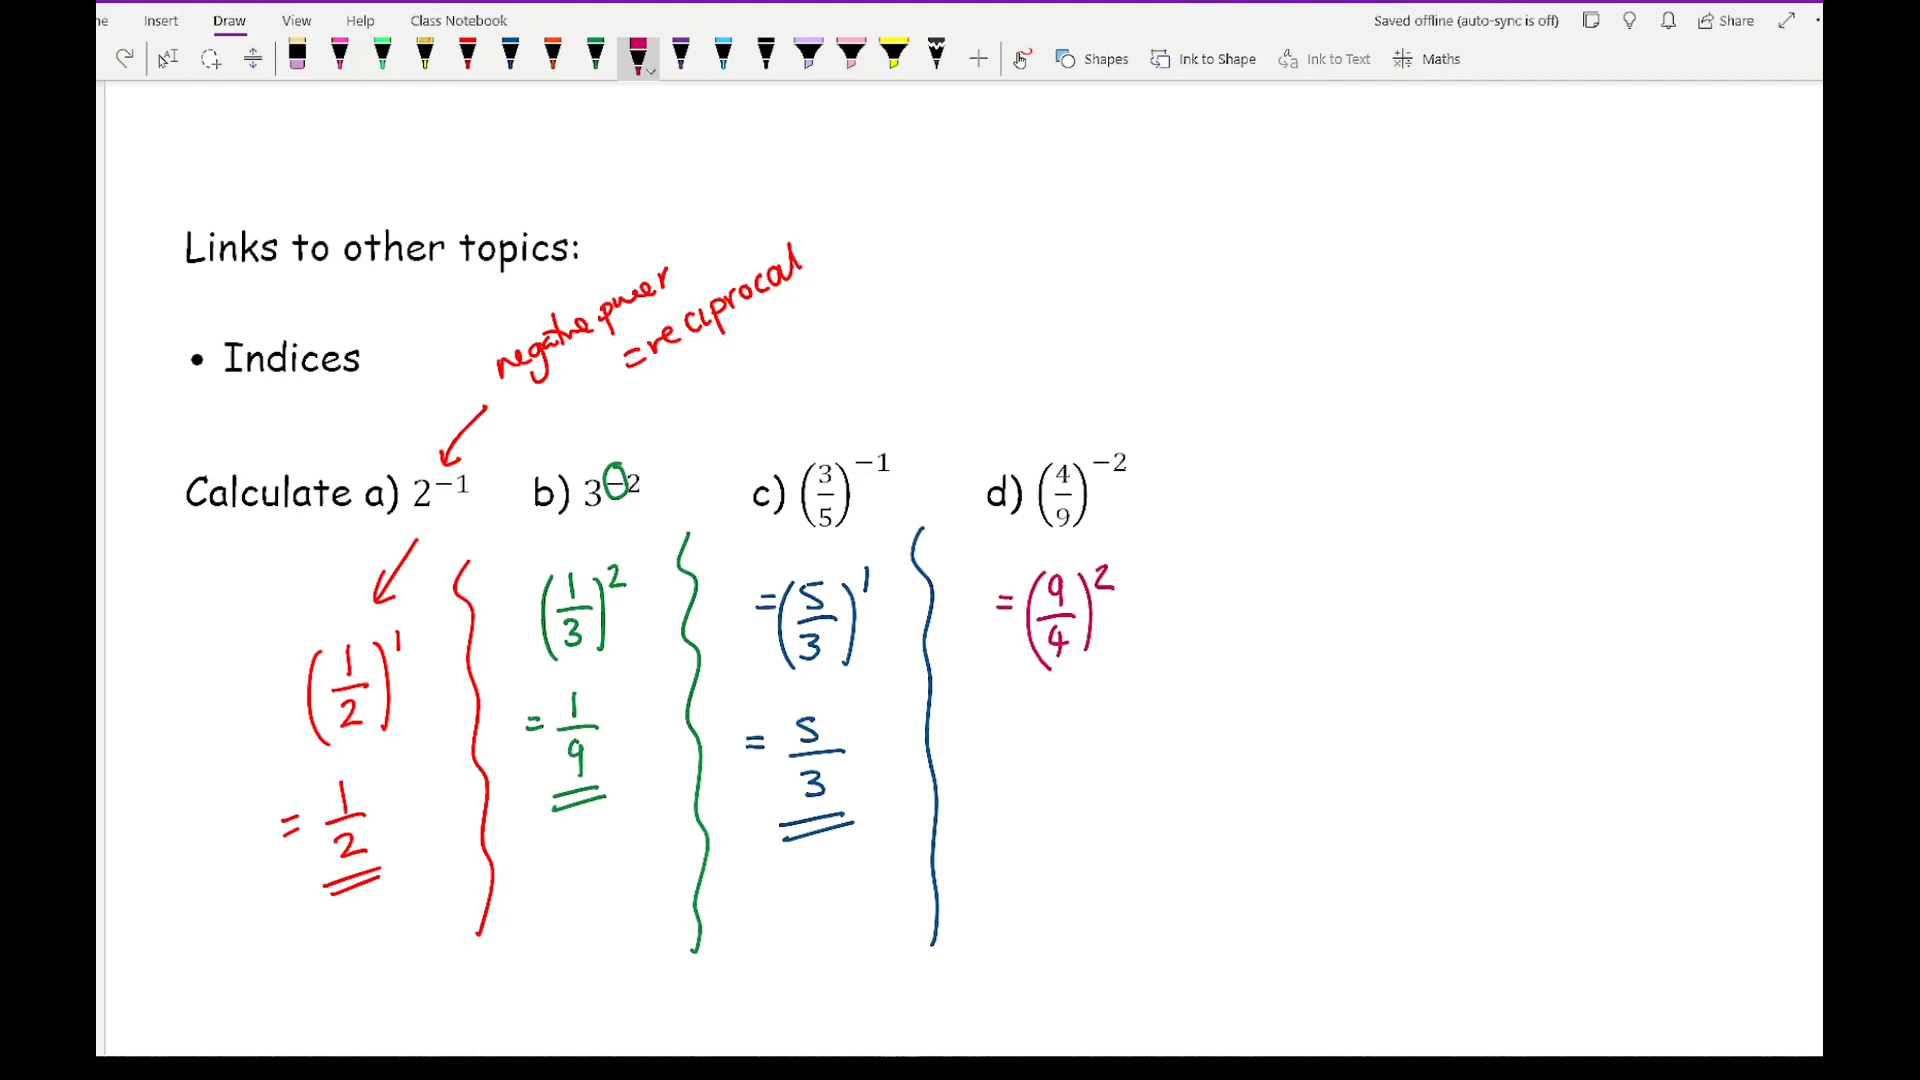 Insert Draw View Help Class Notebook Saved offline (auto-sync is off) Share
Shapes Ink to Shape Ink to Text Maths
Links to other topics:
negative power
= reciprocal
• Indices
Calculate a) 2⁻¹ b) 3⁻² c) (3/5)⁻¹ d) (4/9)⁻²
(1/2)¹ (1/3)² = (5/3)¹ = (9/4)²
= 1/2 = 1/9 = 5/3